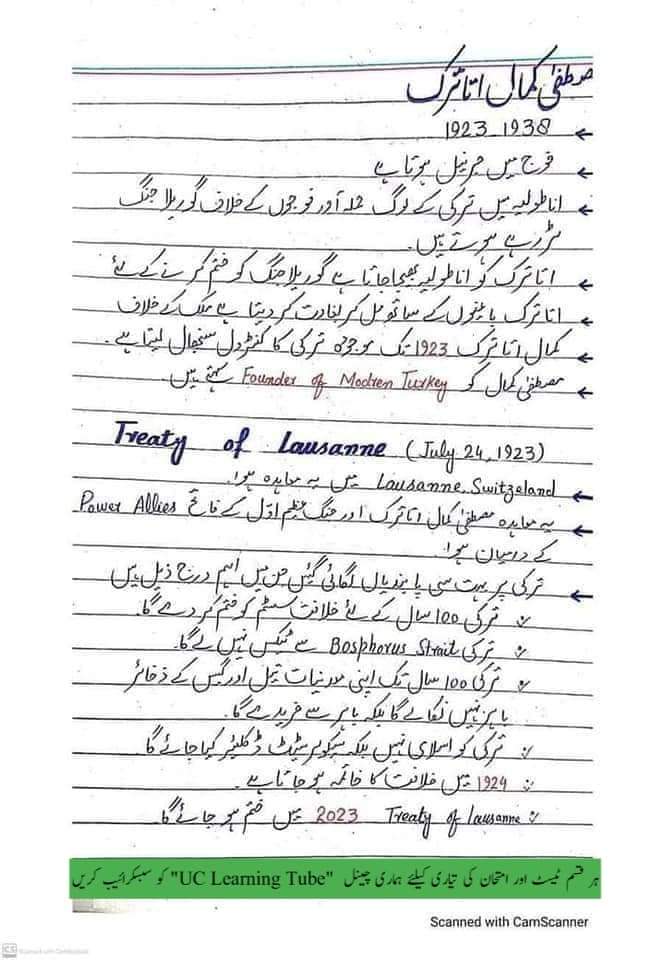 مصطفیٰ کمال اتاترک
1923_1938 ←
فوج میں جرنیل ہوتا ہے ←
اناطولیہ میں ترکی کے لوگ حملہ آور فوجوں کے خلاف گوریلا جنگ ←
لڑ رہے ہوتے ہیں۔
اتاترک کو اناطولیہ بھیجا جاتا ہے گوریلا جنگ کو ختم کرنے کے لئے ←
اتاترک باغیوں کے ساتھ مل کر بغاوت کر دیتا ہے ملک کے خلاف ←
کمال اتاترک 1923 تک موجودہ ترکی کا کنٹرول سنبھال لیتا ہے۔ ←
مصطفیٰ کمال کو Founder of Modren Turkey کہتے ہیں۔ ←
Treaty of Lausanne (July 24, 1923)
Lausanne, Switzeland میں یہ معاہدہ ہوا۔ ←
یہ معاہدہ مصطفیٰ کمال اتاترک اور جنگ عظیم اوّل کے فاتح Power Allies ←
کے درمیان ہوا۔
ترکی پر بہت سی پابندیاں لگائی گئیں جن میں اہم درج ذیل ہیں ←
ترکی 100 سال کے لئے خلافت سسٹم کو ختم کر دے گا۔
ترکی Bosphorus Strait سے ٹیکس نہیں لے گا۔
ترکی 100 سال تک اپنی معدنیات تیل اور گیس کے ذخائر
باہر نہیں نکالے گا بلکہ باہر سے خریدے گا۔
ترکی کو اسلامی نہیں بلکہ سیکولر سٹیٹ ڈکلیئر کیا جائے گا۔
1924 میں خلافت کا خاتمہ ہو جاتا ہے۔
Treaty of Lausanne 2023 میں ختم ہو جائے گا۔
ہر قسم ٹیسٹ اور امتحان کی تیاری کیلئے ہماری چینل "UC Learning Tube" کو سبسکرائیب کریں
Scanned with CamScanner
CS Scanned with CamScanner